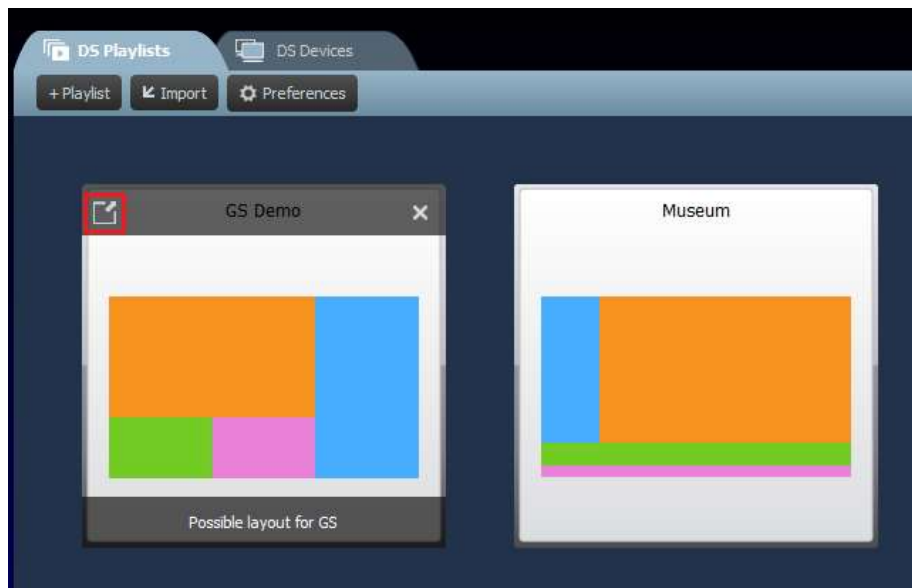 DS Playlists
DS Devices
+ Playlist
Import
Preferences
GS Demo
Museum
Possible layout for GS